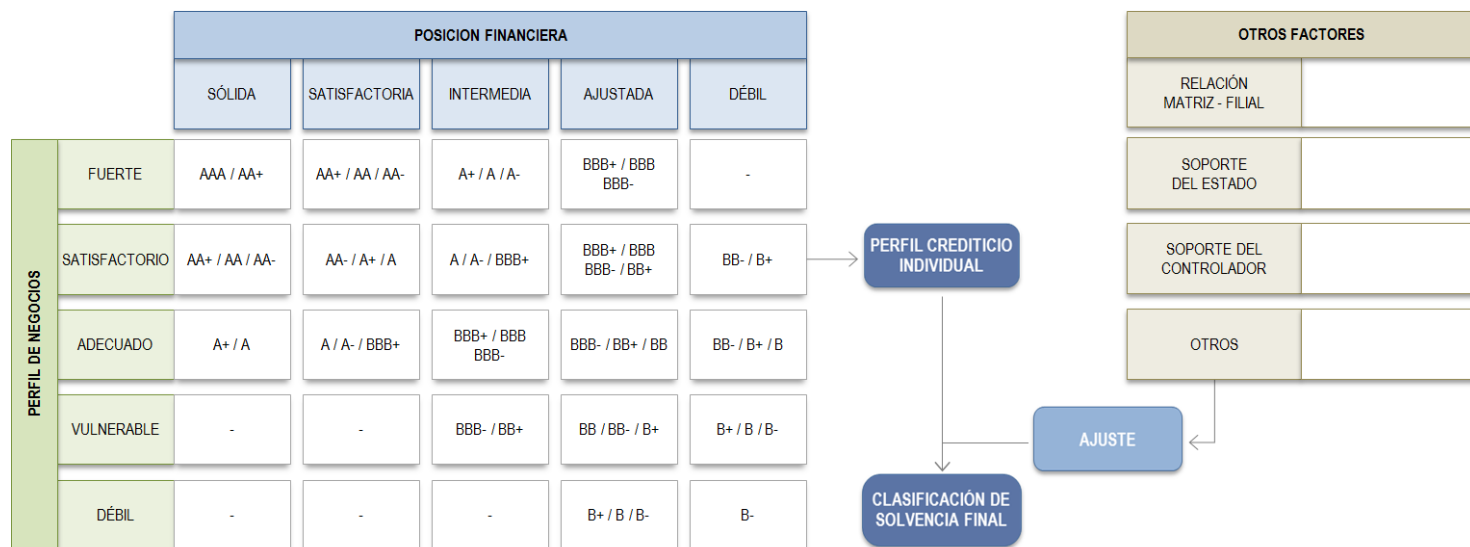 POSICION FINANCIERA
SÓLIDA
SATISFACTORIA
INTERMEDIA
AJUSTADA
DÉBIL
PERFIL DE NEGOCIOS
FUERTE
AAA / AA+
AA+ / AA / AA-
A+ / A / A-
BBB+ / BBB
BBB-
-
SATISFACTORIO
AA+ / AA / AA-
AA- / A+ / A
A / A- / BBB+
BBB+ / BBB
BBB- / BB+
BB- / B+
ADECUADO
A+ / A
A / A- / BBB+
BBB+ / BBB
BBB-
BBB- / BB+ / BB
BB- / B+ / B
VULNERABLE
-
-
BBB- / BB+
BB / BB- / B+
B+ / B / B-
DÉBIL
-
-
-
B+ / B / B-
B-
PERFIL CREDITICIO
INDIVIDUAL
CLASIFICACIÓN DE
SOLVENCIA FINAL
OTROS FACTORES
RELACIÓN
MATRIZ - FILIAL
SOPORTE
DEL ESTADO
SOPORTE DEL
CONTROLADOR
OTROS
AJUSTE